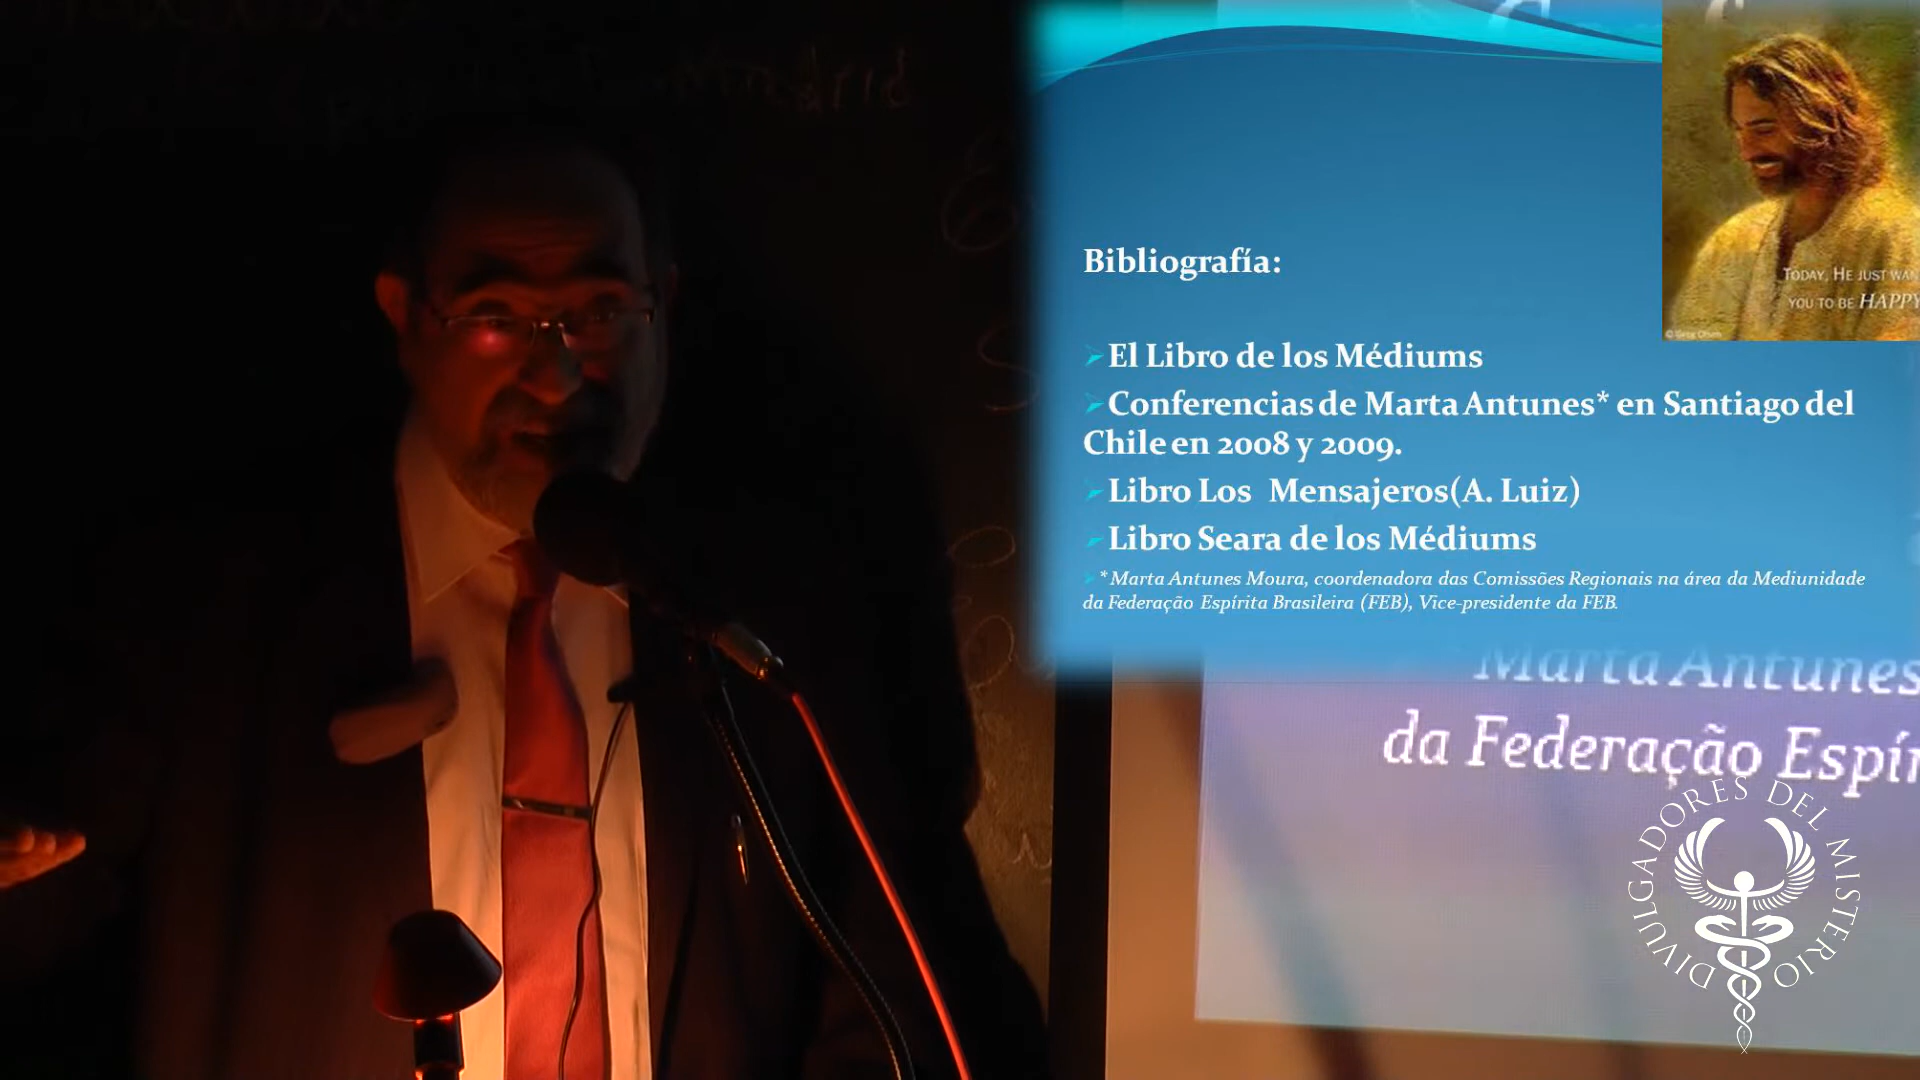 TODAY, HE JUST WAN
YOU TO BE HAPPY
Bibliografía:
El Libro de los Médiums
Conferencias de Marta Antunes* en Santiago del
Chile en 2008 y 2009.
Libro Los Mensajeros(A. Luiz)
Libro Seara de los Médiums
*Marta Antunes Moura, coordenadora das Comissões Regionais na área da Mediunidade
da Federação Espírita Brasileira (FEB), Vice-presidente da FEB.
Marta Antunes
da Federação Espír
DIVULGADORES DEL MISTERIO